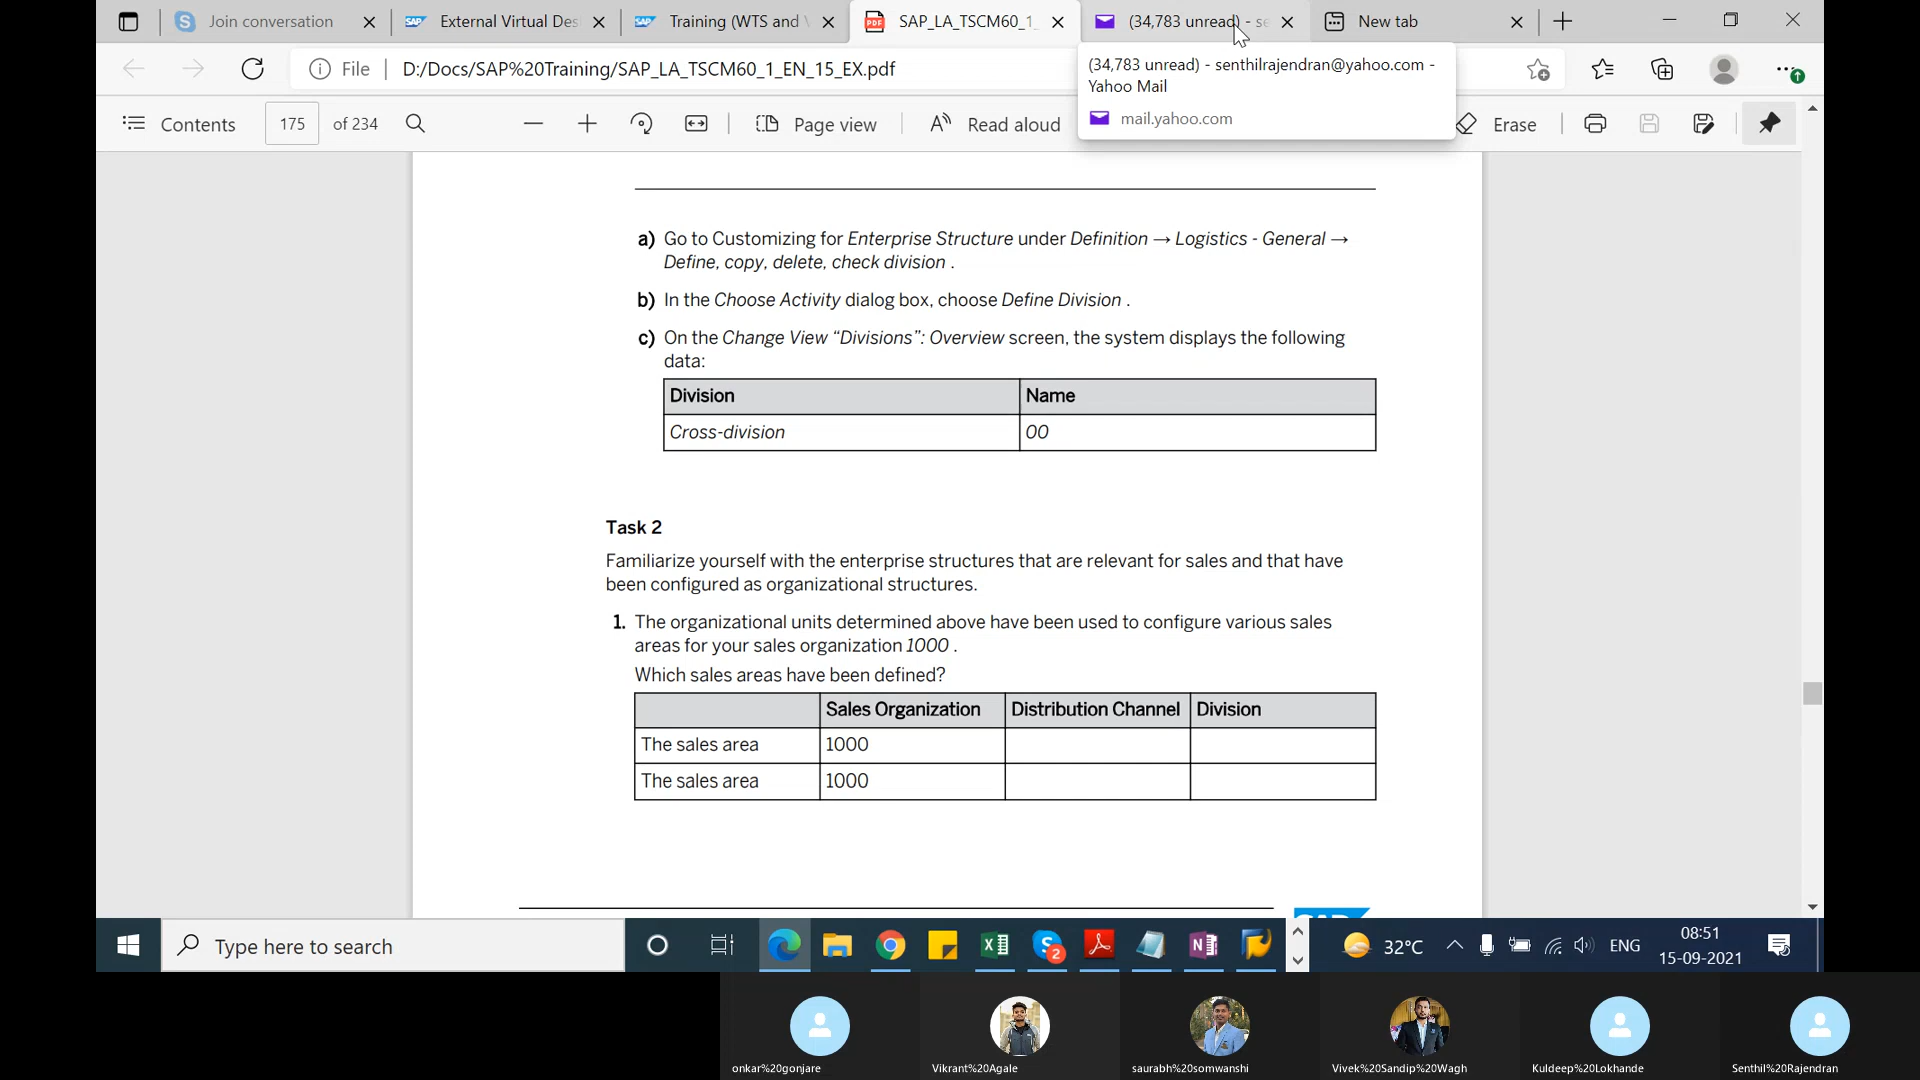 Join conversation
External Virtual Des
Training (WTS and V
SAP_LA_TSCM60_1_
(34,783 unread) - se
New tab
File
D:/Docs/SAP%20Training/SAP_LA_TSCM60_1_EN_15_EX.pdf
(34,783 unread) - senthilrajendran@yahoo.com -
Yahoo Mail
mail.yahoo.com
Contents
175
of 234
Page view
Read aloud
Erase
a) Go to Customizing for Enterprise Structure under Definition → Logistics - General →
Define, copy, delete, check division .
b) In the Choose Activity dialog box, choose Define Division .
c) On the Change View “Divisions”: Overview screen, the system displays the following
data:
Division Name
Cross-division 00
Task 2
Familiarize yourself with the enterprise structures that are relevant for sales and that have
been configured as organizational structures.
1. The organizational units determined above have been used to configure various sales
areas for your sales organization 1000 .
Which sales areas have been defined?
Sales Organization Distribution Channel Division
The sales area 1000
The sales area 1000
Type here to search
2
32°C
ENG
08:51
15-09-2021
onkar%20gonjare
Vikrant%20Agale
saurabh%20somwanshi
Vivek%20Sandip%20Wagh
Kuldeep%20Lokhande
Senthil%20Rajendran